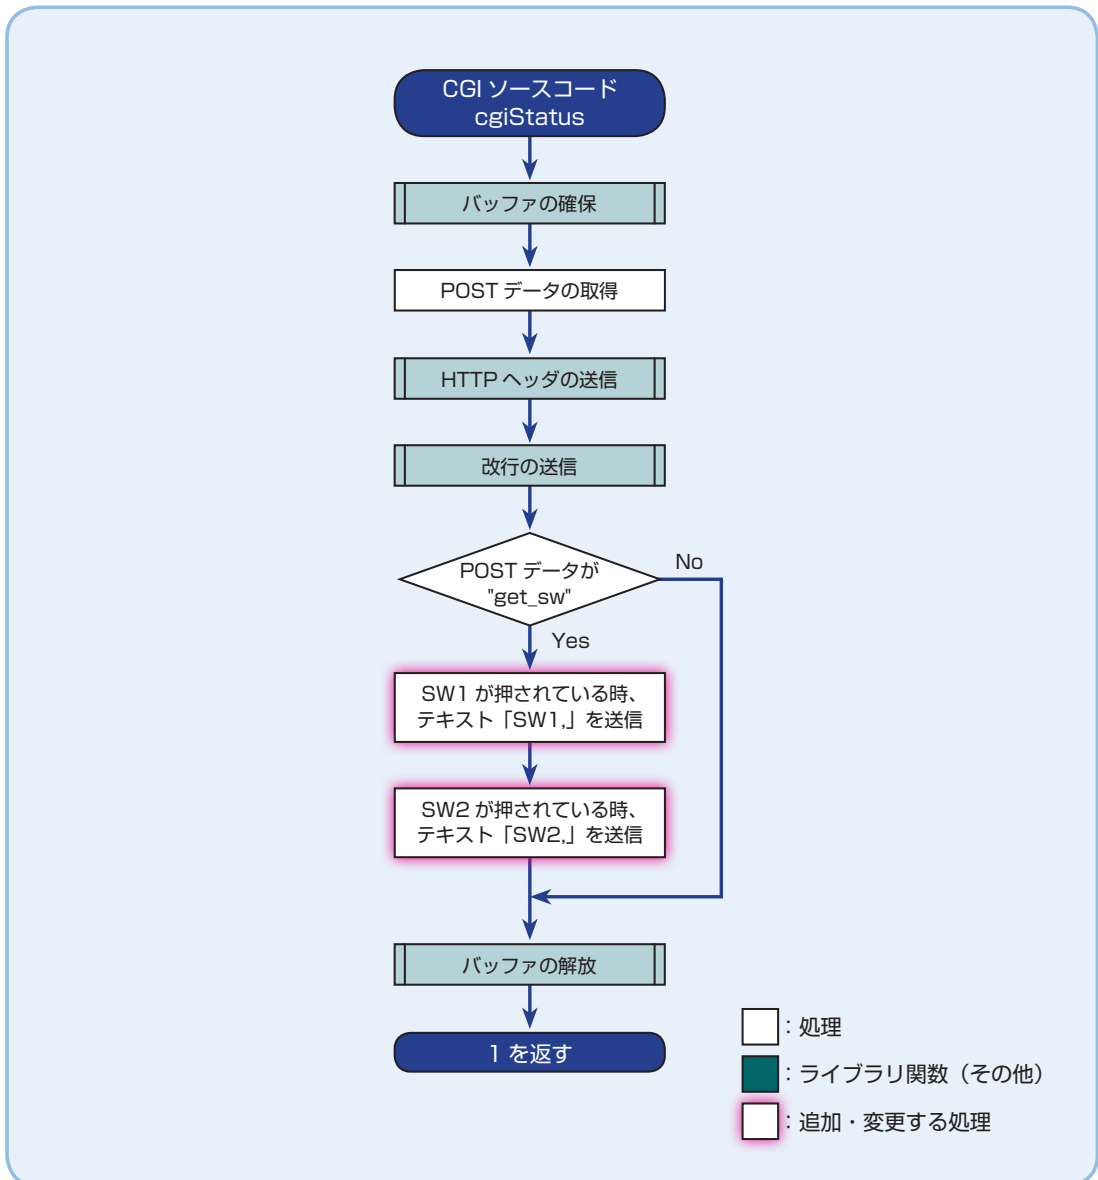 CGI ソースコード
cgiStatus
バッファの確保
POST データの取得
HTTP ヘッダの送信
改行の送信
POST データが
"get_sw"
No
Yes
SW1 が押されている時、
テキスト「SW1,」を送信
SW2 が押されている時、
テキスト「SW2,」を送信
バッファの解放
1 を返す
：処理
：ライブラリ関数（その他）
：追加・変更する処理